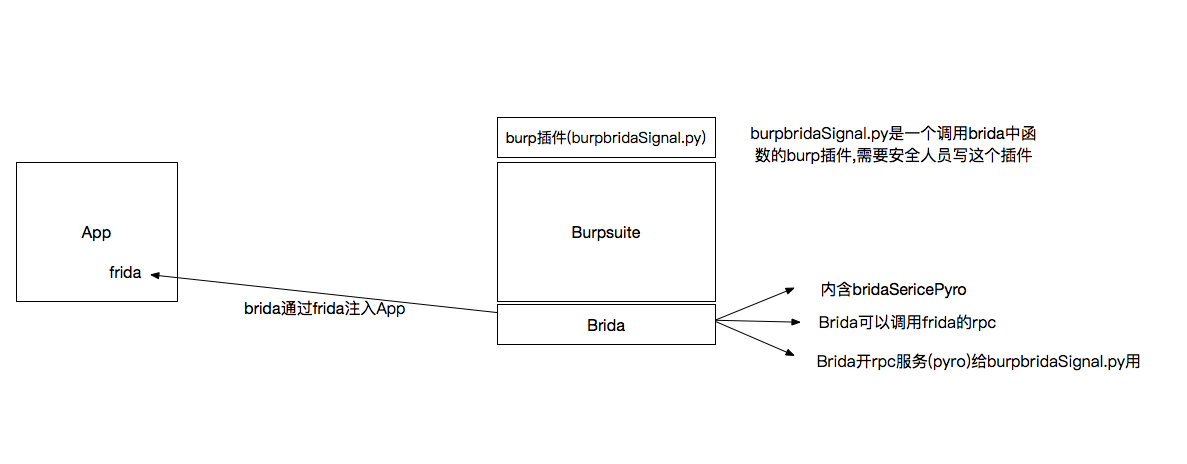 burp插件(burpbridaSignal.py)
burpbridaSignal.py是一个调用brida中函
数的burp插件,需要安全人员写这个插件
App
Burpsuite
frida
brida通过frida注入App
内含bridaSericePyro
Brida
Brida可以调用frida的rpc
Brida开rpc服务(pyro)给burpbridaSignal.py用